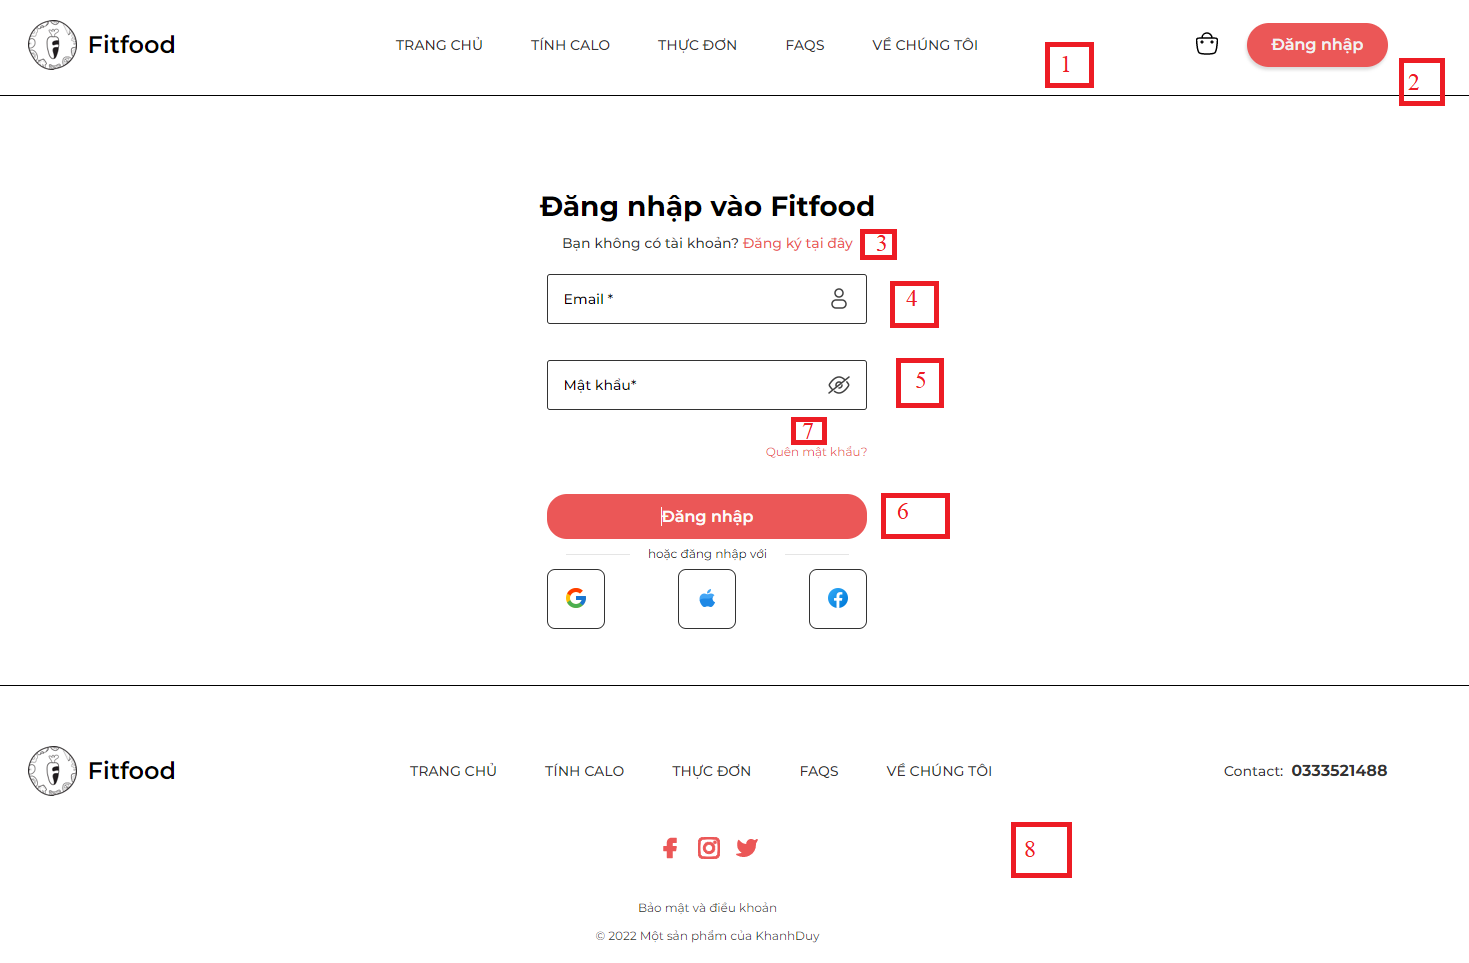 Fitfood TRANG CHỦ TÍNH CALO THỰC ĐƠN FAQS VỀ CHÚNG TÔI Đăng nhập
1
2
Đăng nhập vào Fitfood
Bạn không có tài khoản? Đăng ký tại đây 3
Email * 4
Mật khẩu* 5
7
Quên mật khẩu?
Đăng nhập 6
hoặc đăng nhập với
Fitfood TRANG CHỦ TÍNH CALO THỰC ĐƠN FAQS VỀ CHÚNG TÔI Contact: 0333521488
8
Bảo mật và điều khoản
© 2022 Một sản phẩm của KhanhDuy